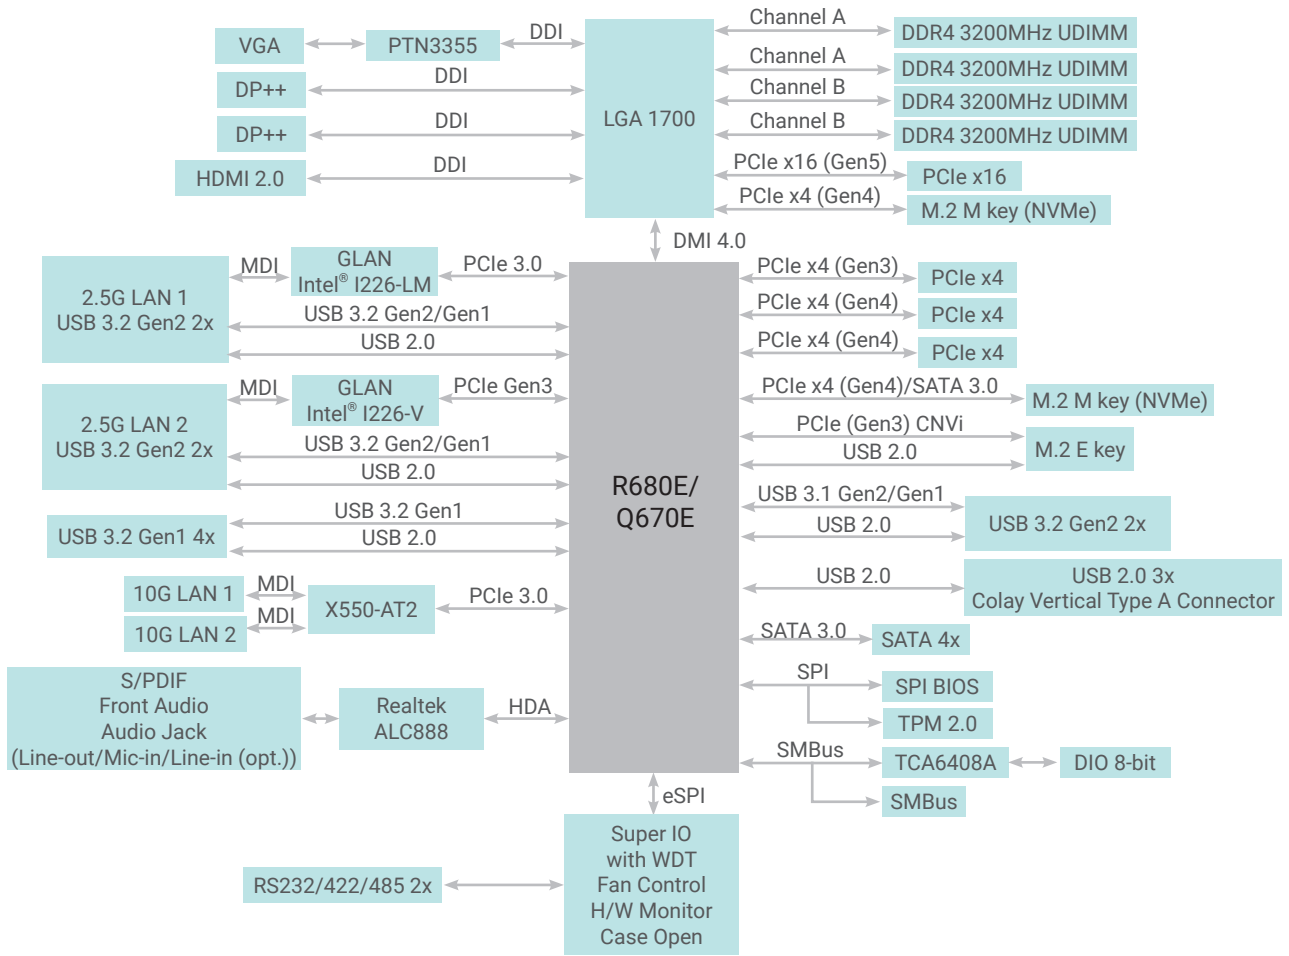 VGA
PTN3355
DDI
DP++
DDI
DP++
DDI
HDMI 2.0
DDI
LGA 1700
Channel A
DDR4 3200MHz UDIMM
Channel A
DDR4 3200MHz UDIMM
Channel B
DDR4 3200MHz UDIMM
Channel B
DDR4 3200MHz UDIMM
PCIe x16 (Gen5)
PCIe x16
PCIe x4 (Gen4)
M.2 M key (NVMe)
DMI 4.0
2.5G LAN 1
USB 3.2 Gen2 2x
MDI
GLAN
Intel® I226-LM
PCIe 3.0
USB 3.2 Gen2/Gen1
USB 2.0
2.5G LAN 2
USB 3.2 Gen2 2x
MDI
GLAN
Intel® I226-V
PCIe Gen3
USB 3.2 Gen2/Gen1
USB 2.0
USB 3.2 Gen1 4x
USB 3.2 Gen1
USB 2.0
10G LAN 1
MDI
10G LAN 2
MDI
X550-AT2
PCIe 3.0
S/PDIF
Front Audio
Audio Jack
(Line-out/Mic-in/Line-in (opt.))
Realtek
ALC888
HDA
R680E/
Q670E
PCIe x4 (Gen3)
PCIe x4
PCIe x4 (Gen4)
PCIe x4
PCIe x4 (Gen4)
PCIe x4
PCIe x4 (Gen4)/SATA 3.0
M.2 M key (NVMe)
PCIe (Gen3) CNVi
USB 2.0
M.2 E key
USB 3.1 Gen2/Gen1
USB 2.0
USB 3.2 Gen2 2x
USB 2.0
USB 2.0 3x
Colay Vertical Type A Connector
SATA 3.0
SATA 4x
SPI
SPI BIOS
TPM 2.0
SMBus
TCA6408A
DIO 8-bit
SMBus
eSPI
Super IO
with WDT
Fan Control
H/W Monitor
Case Open
RS232/422/485 2x